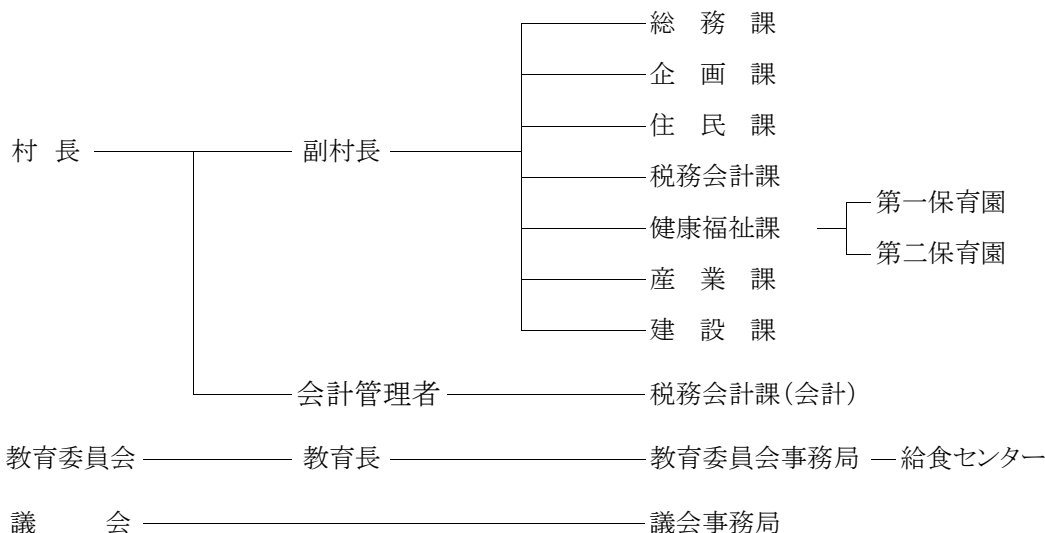 総 務 課
企 画 課
住 民 課
村 長 副村長
税務会計課
第一保育園
健康福祉課
第二保育園
産 業 課
建 設 課
会計管理者 税務会計課(会計)
教育委員会 教育長 教育委員会事務局 給食センター
議 会 議会事務局